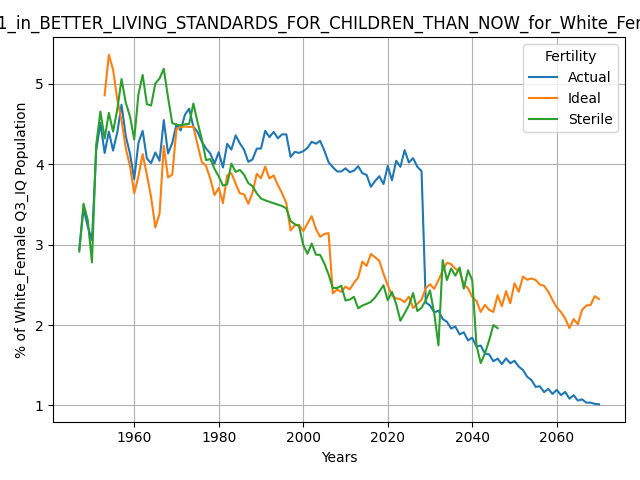 1_in_BETTER_LIVING_STANDARDS_FOR_CHILDREN_THAN_NOW_for_White_Fer
Fertility
Actual
Ideal
Sterile
% of White_Female Q3_IQ Population
5
4
3
2
1
1960 1980 2000 2020 2040 2060
Years